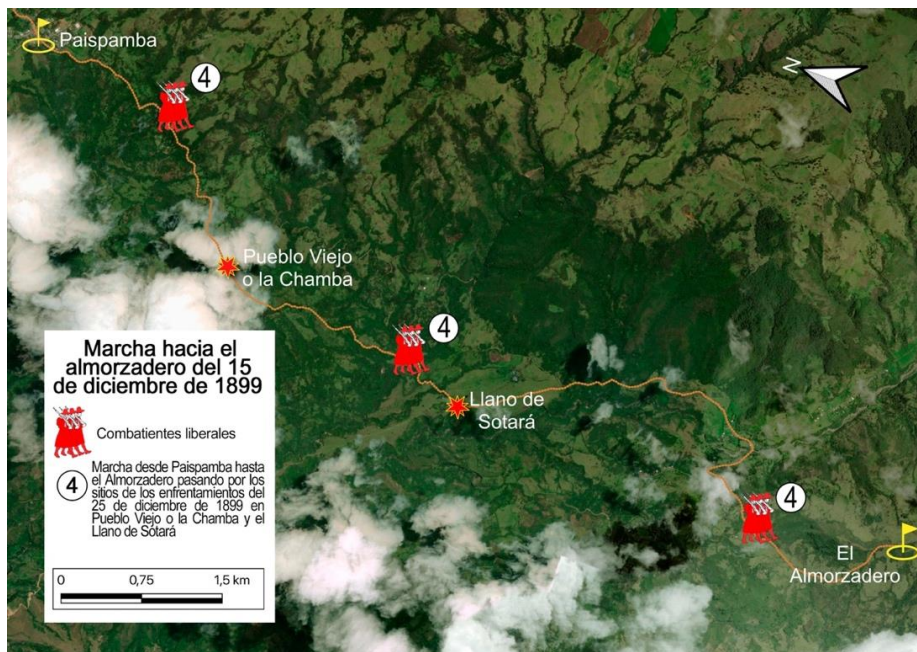 Paispamba
4
N
Pueblo Viejo
o la Chamba
4
Llano de
Sotará
4
El
Almorzadero
Marcha hacia el
almorzadero del 15
de diciembre de 1899
Combatientes liberales
4
Marcha desde Paispamba hasta
el Almorzadero pasando por los
sitios de los enfrentamientos del
25 de diciembre de 1899 en
Pueblo Viejo o la Chamba y el
Llano de Sótará
0 0,75 1,5 km